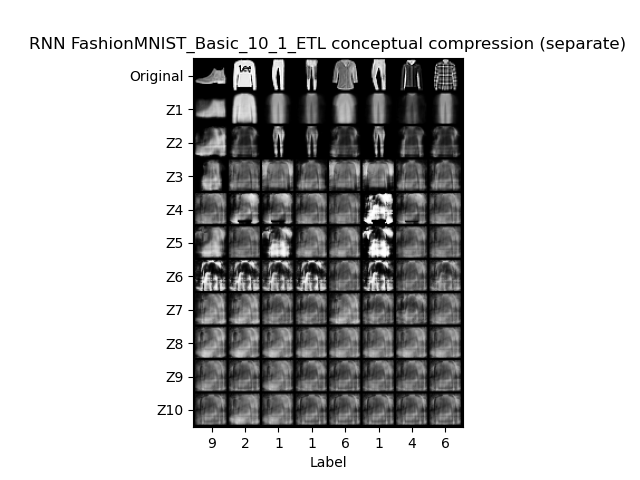 RNN FashionMNIST_Basic_10_1_ETL conceptual compression (separate)
Original
Z1
Z2
Z3
Z4
Z5
Z6
Z7
Z8
Z9
Z10
9 2 1 1 6 1 4 6
Label